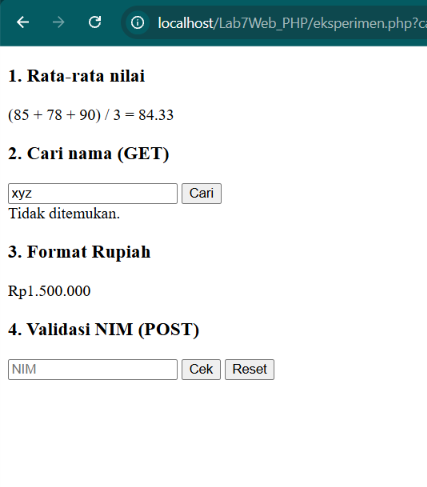 localhost/Lab7Web_PHP/eksperimen.php?ca
1. Rata-rata nilai
(85 + 78 + 90) / 3 = 84.33
2. Cari nama (GET)
xyz Cari
Tidak ditemukan.
3. Format Rupiah
Rp1.500.000
4. Validasi NIM (POST)
NIM Cek Reset